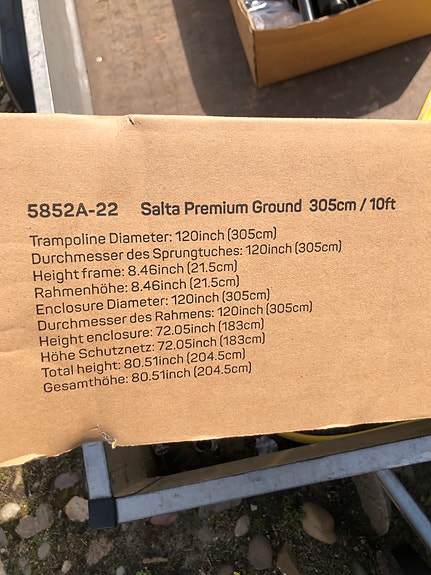 5852A-22 Salta Premium Ground 305cm / 10ft
Trampoline Diameter: 120inch (305cm)
Durchmesser des Sprungtuches: 120inch (305cm)
Height frame: 8.46inch (21.5cm)
Rahmenhöhe: 8.46inch (21.5cm)
Enclosure Diameter: 120inch (305cm)
Durchmesser des Rahmens: 120inch (305cm)
Height enclosure: 72.05inch (183cm)
Höhe Schutznetz: 72.05inch (183cm)
Total height: 80.51inch (204.5cm)
Gesamthöhe: 80.51inch (204.5cm)